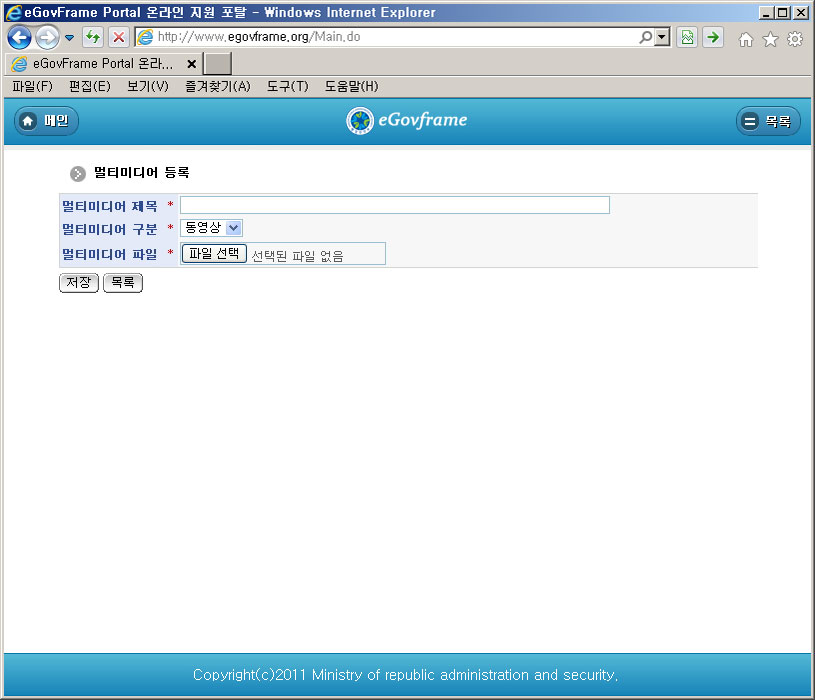 eGovFrame Portal 온라인 지원 포탈 - Windows Internet Explorer
http://www.egovframe.org/Main.do
eGovFrame Portal 온라...
파일(F) 편집(E) 보기(V) 즐겨찾기(A) 도구(T) 도움말(H)
메인 eGovframe 목록
멀티미디어 등록
멀티미디어 제목 *
멀티미디어 구분 * 동영상
멀티미디어 파일 * 파일 선택 선택된 파일 없음
저장 목록
Copyright(c)2011 Ministry of republic administration and security.